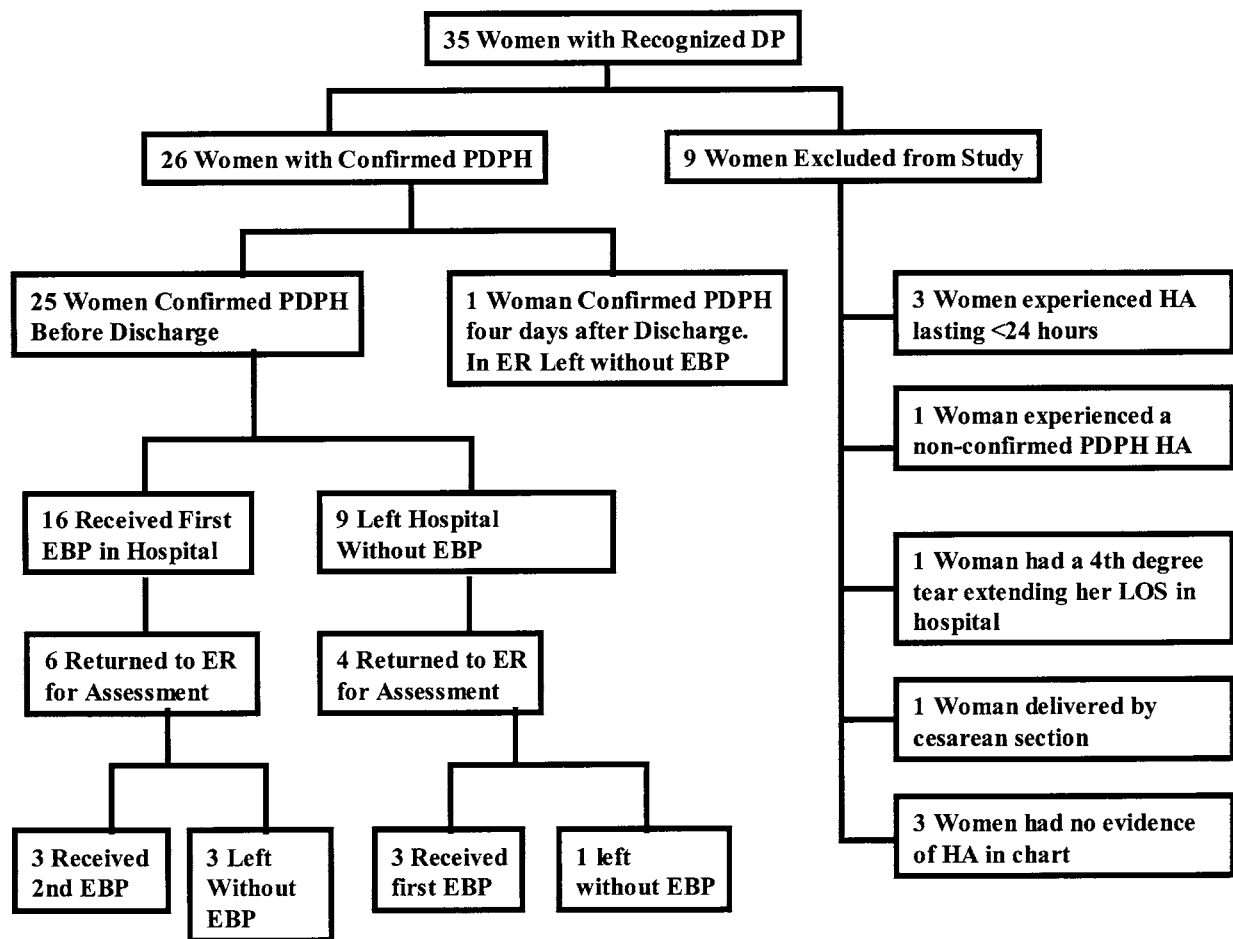 35 Women with Recognized DP
26 Women with Confirmed PDPH
9 Women Excluded from Study
25 Women Confirmed PDPH
Before Discharge
1 Woman Confirmed PDPH
four days after Discharge.
In ER Left without EBP
3 Women experienced HA
lasting <24 hours
1 Woman experienced a
non-confirmed PDPH HA
16 Received First
EBP in Hospital
9 Left Hospital
Without EBP
1 Woman had a 4th degree
tear extending her LOS in
hospital
6 Returned to ER
for Assessment
4 Returned to ER
for Assessment
1 Woman delivered by
cesarean section
3 Received
2nd EBP
3 Left
Without
EBP
3 Received
first EBP
1 left
without EBP
3 Women had no evidence
of HA in chart